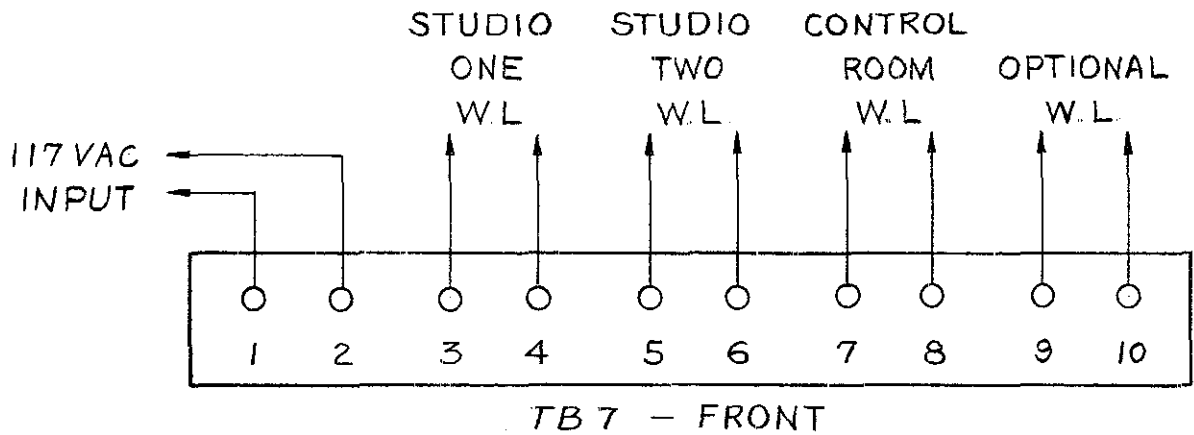 STUDIO
ONE
W.L
STUDIO
TWO
W.L.
CONTROL
ROOM
W.L
OPTIONAL
W.L.
117 VAC
INPUT
1 2 3 4 5 6 7 8 9 10
TB 7 - FRONT